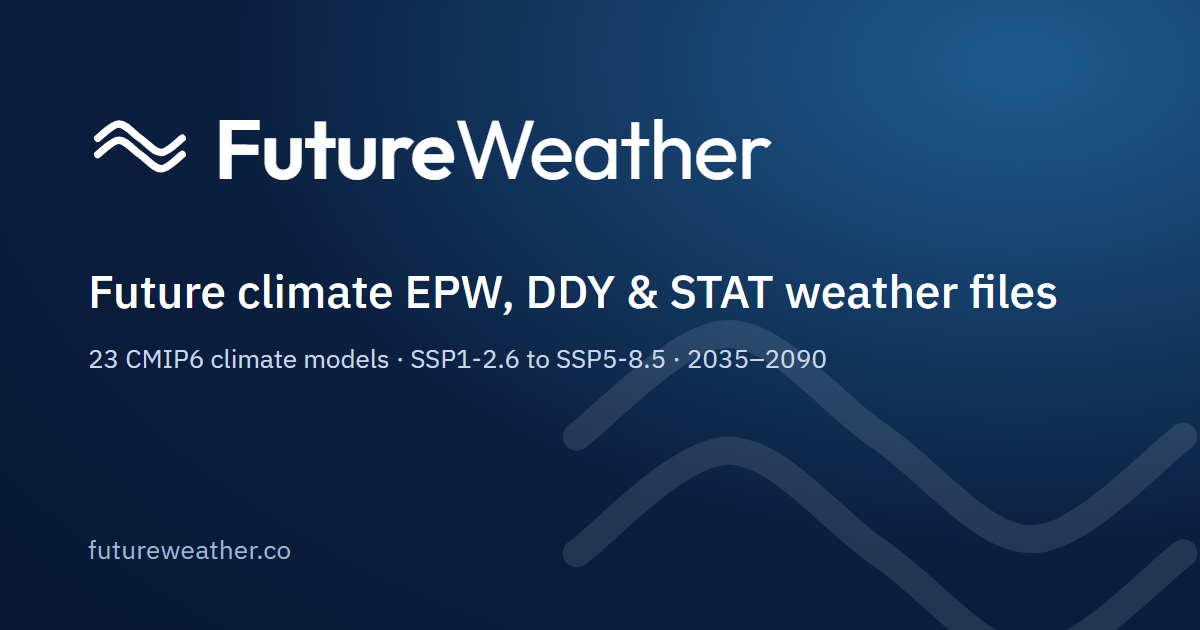 FutureWeather
Future climate EPW, DDY & STAT weather files
23 CMIP6 climate models · SSP1-2.6 to SSP5-8.5 · 2035–2090
futureweather.co